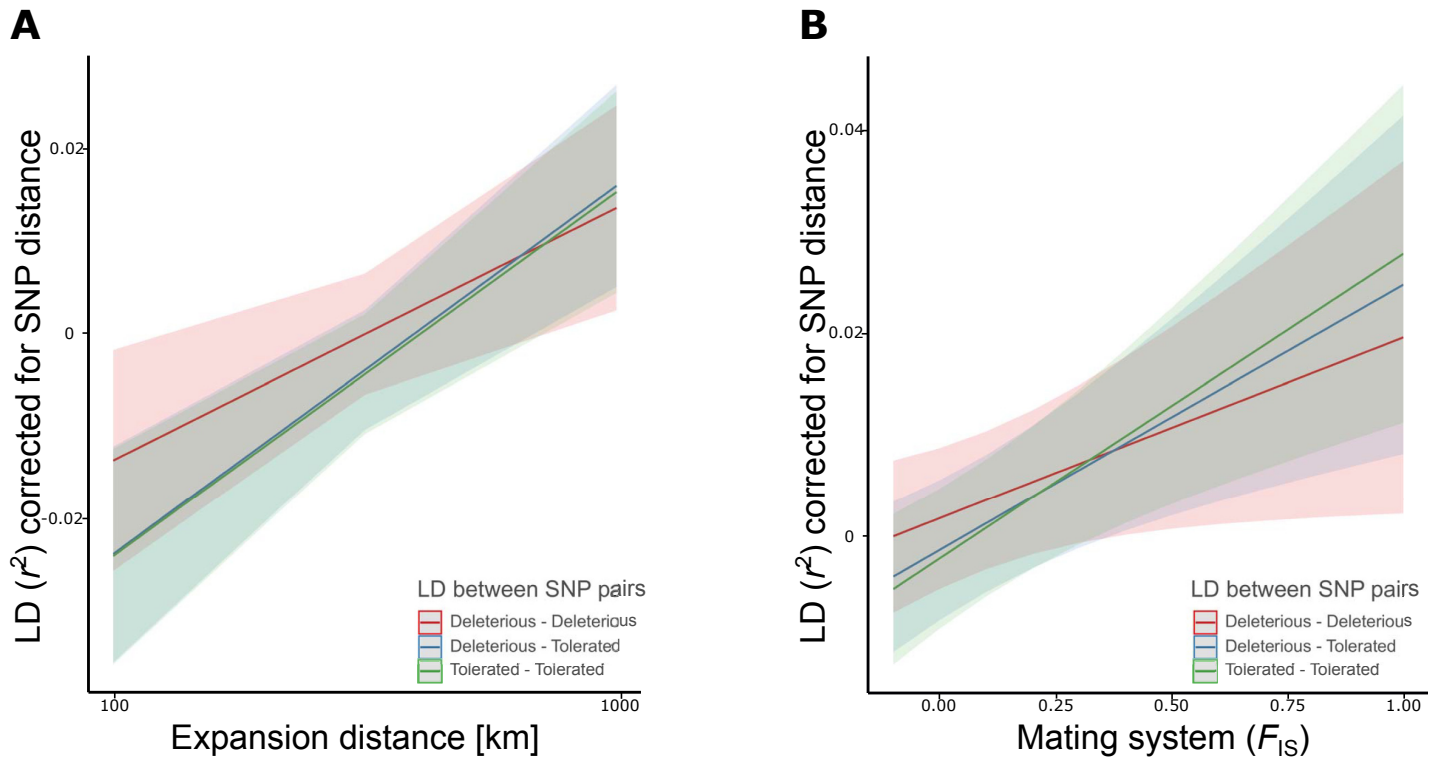 A
LD (r²) corrected for SNP distance
0.02
0
-0.02
100
1000
Expansion distance [km]
LD between SNP pairs
Deleterious - Deleterious
Deleterious - Tolerated
Tolerated - Tolerated
B
LD (r²) corrected for SNP distance
0.04
0.02
0
0.00
0.25
0.50
0.75
1.00
Mating system (FIS)
LD between SNP pairs
Deleterious - Deleterious
Deleterious - Tolerated
Tolerated - Tolerated